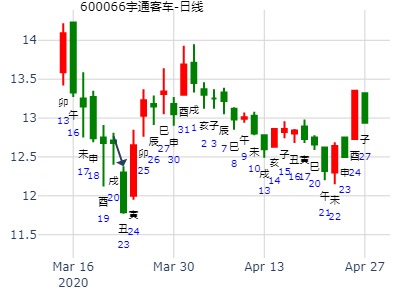 600066宇通客车-日线
14
13.5
13
12.5
12
11.5
卯
13
午
16
未
17
申
18
酉
19
戌
20
丑
23
寅
24
卯
25
辰
26
巳
27
申
30
酉
31
戌
1
亥
2
子
3
辰
7
巳
8
午
9
未
10
戌
13
亥
14
子
15
丑
16
寅
17
巳
20
午
21
未
22
申
23
酉
24
子
27
Mar 16
2020
Mar 30
Apr 13
Apr 27